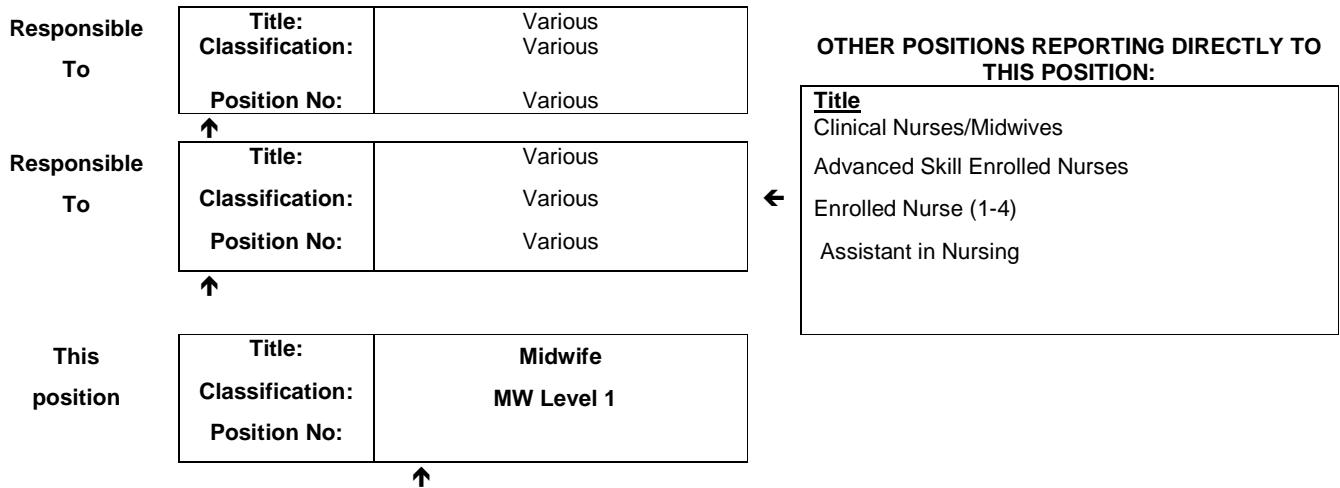 Responsible
To
Title: Various
Classification: Various
Position No: Various
Responsible
To
Title: Various
Classification: Various
Position No: Various
This
position
Title: Midwife
Classification: MW Level 1
Position No:
OTHER POSITIONS REPORTING DIRECTLY TO
THIS POSITION:
Title
Clinical Nurses/Midwives
Advanced Skill Enrolled Nurses
Enrolled Nurse (1-4)
Assistant in Nursing